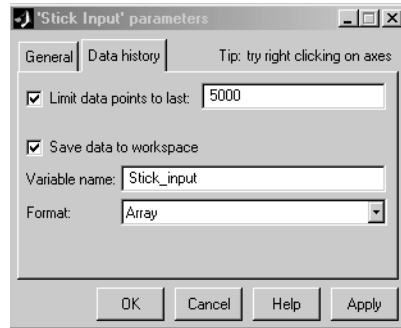 'Stick Input' parameters
General Data history Tip: try right clicking on axes
Limit data points to last: 5000
Save data to workspace
Variable name: Stick_input
Format: Array
OK Cancel Help Apply